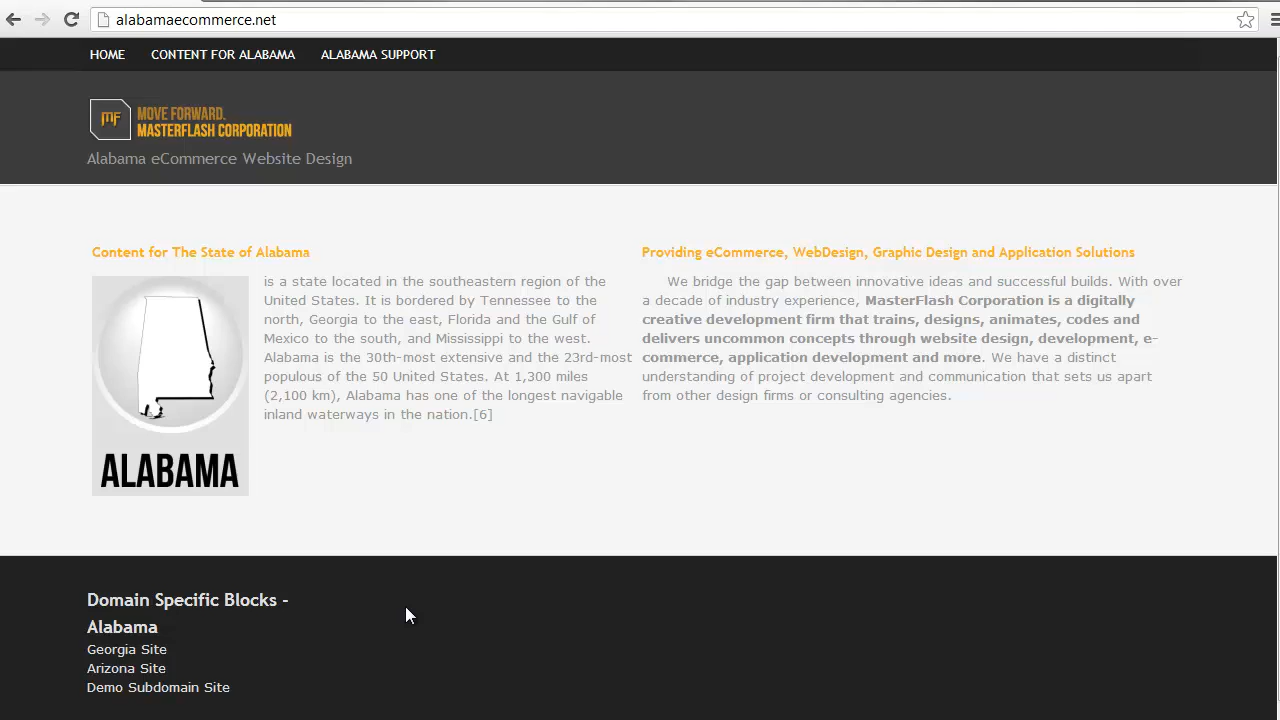 alabamaecommerce.net
HOME CONTENT FOR ALABAMA ALABAMA SUPPORT
MF MOVE FORWARD.
MASTERFLASH CORPORATION
Alabama eCommerce Website Design
Content for The State of Alabama
is a state located in the southeastern region of the
United States. It is bordered by Tennessee to the
north, Georgia to the east, Florida and the Gulf of
Mexico to the south, and Mississippi to the west.
Alabama is the 30th-most extensive and the 23rd-most
populous of the 50 United States. At 1,300 miles
(2,100 km), Alabama has one of the longest navigable
inland waterways in the nation.[6]
ALABAMA
Providing eCommerce, WebDesign, Graphic Design and Application Solutions
We bridge the gap between innovative ideas and successful builds. With over
a decade of industry experience, MasterFlash Corporation is a digitally
creative development firm that trains, designs, animates, codes and
delivers uncommon concepts through website design, development, e-
commerce, application development and more. We have a distinct
understanding of project development and communication that sets us apart
from other design firms or consulting agencies.
Domain Specific Blocks -
Alabama
Georgia Site
Arizona Site
Demo Subdomain Site